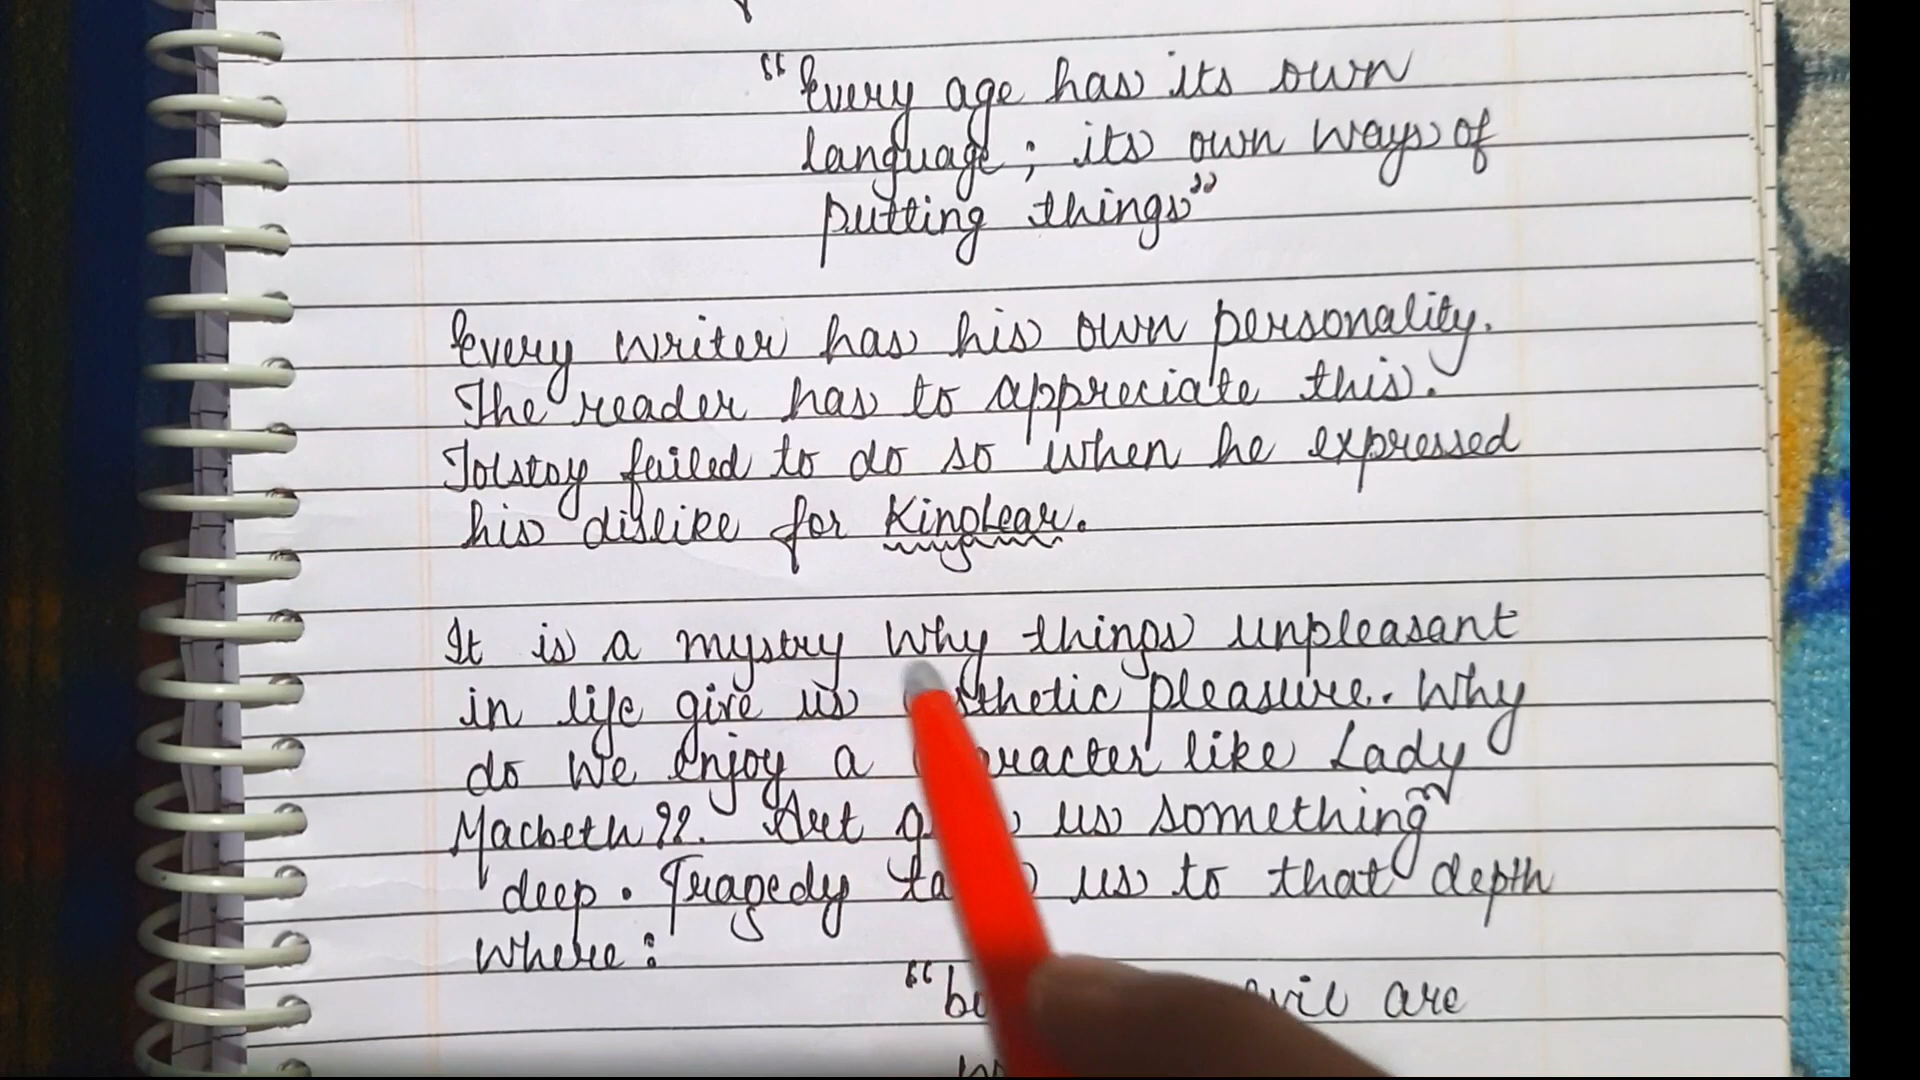 “Every age has its own
language; its own ways of
putting things”
Every writer has his own personality.
The reader has to appreciate this.
Tolstoy failed to do so when he expressed
his dislike for KingLear.
It is a mystry why things unpleasant
in life give us pleasure. Why
do we enjoy a like Lady
Macbeth??. Art us something
deep. Tragedy us to that depth
where:
“ are